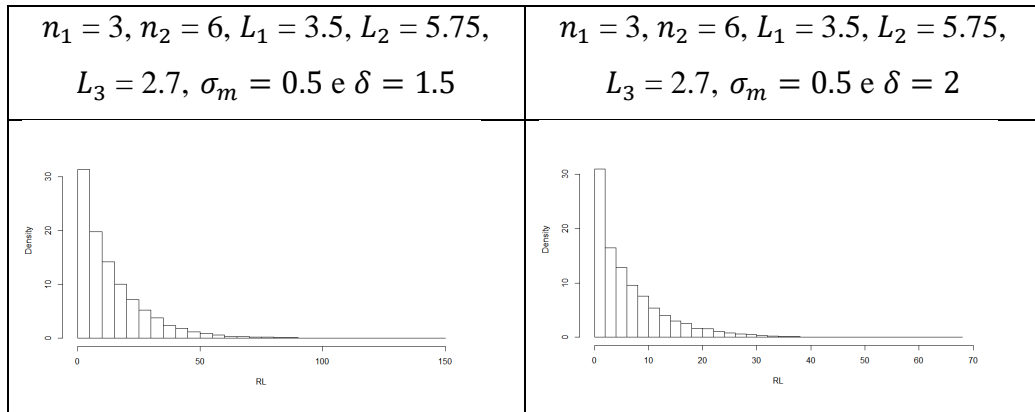 n₁ = 3, n₂ = 6, L₁ = 3.5, L₂ = 5.75,
L₃ = 2.7, σₘ = 0.5 e δ = 1.5
n₁ = 3, n₂ = 6, L₁ = 3.5, L₂ = 5.75,
L₃ = 2.7, σₘ = 0.5 e δ = 2
Density
30
20
10
0
0 50 100 150
RL
Density
30
20
10
0
0 10 20 30 40 50 60 70
RL